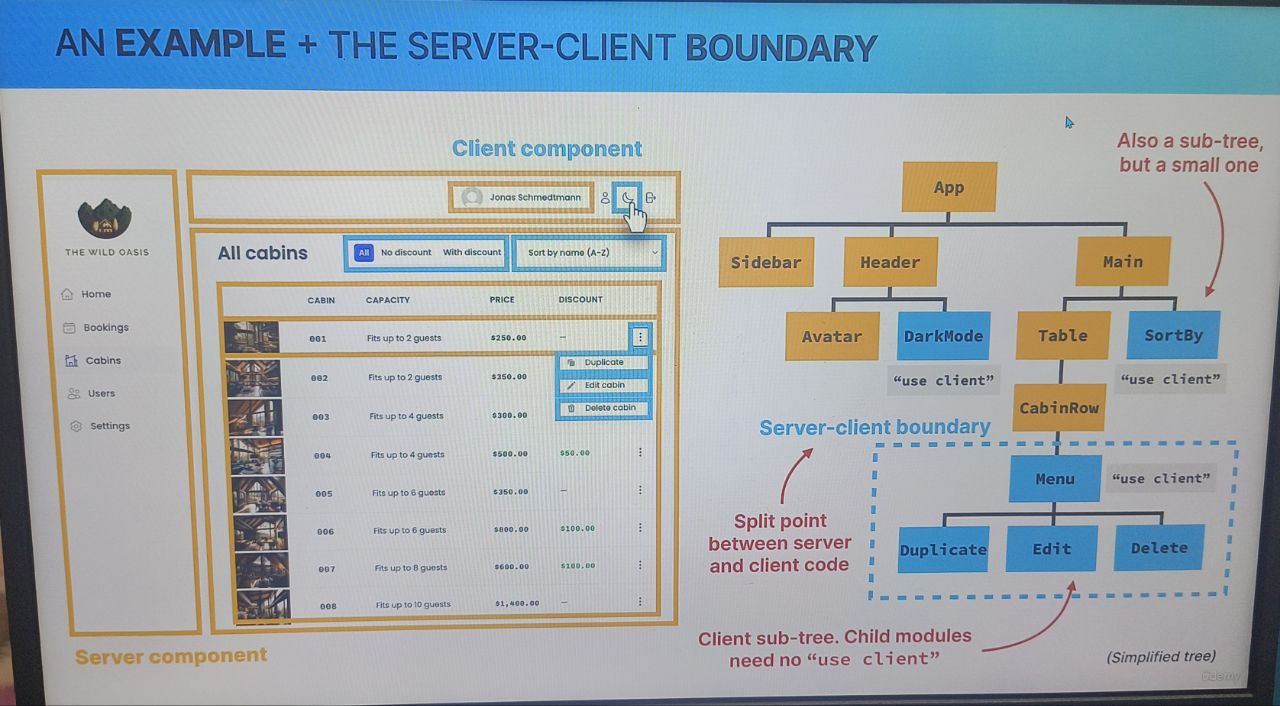 AN EXAMPLE + THE SERVER-CLIENT BOUNDARY
Client component
THE WILD OASIS
Home
Bookings
Cabins
Users
Settings
Jonas Schmedtmann
All cabins
All No discount With discount
Sort by name (A-Z)
CABIN CAPACITY PRICE DISCOUNT
001 Fits up to 2 guests $250.00 —
002 Fits up to 2 guests $350.00
003 Fits up to 4 guests $300.00
004 Fits up to 4 guests $500.00 $50.00
005 Fits up to 6 guests $350.00 —
006 Fits up to 6 guests $800.00 $100.00
007 Fits up to 8 guests $600.00 $100.00
008 Fits up to 10 guests $1,400.00 —
Duplicate
Edit cabin
Delete cabin
Server component
Also a sub-tree,
but a small one
App
Sidebar Header Main
Avatar DarkMode Table SortBy
“use client” “use client”
CabinRow
Server-client boundary
Menu “use client”
Duplicate Edit Delete
Split point
between server
and client code
Client sub-tree. Child modules
need no “use client”
(Simplified tree)
ûdemy